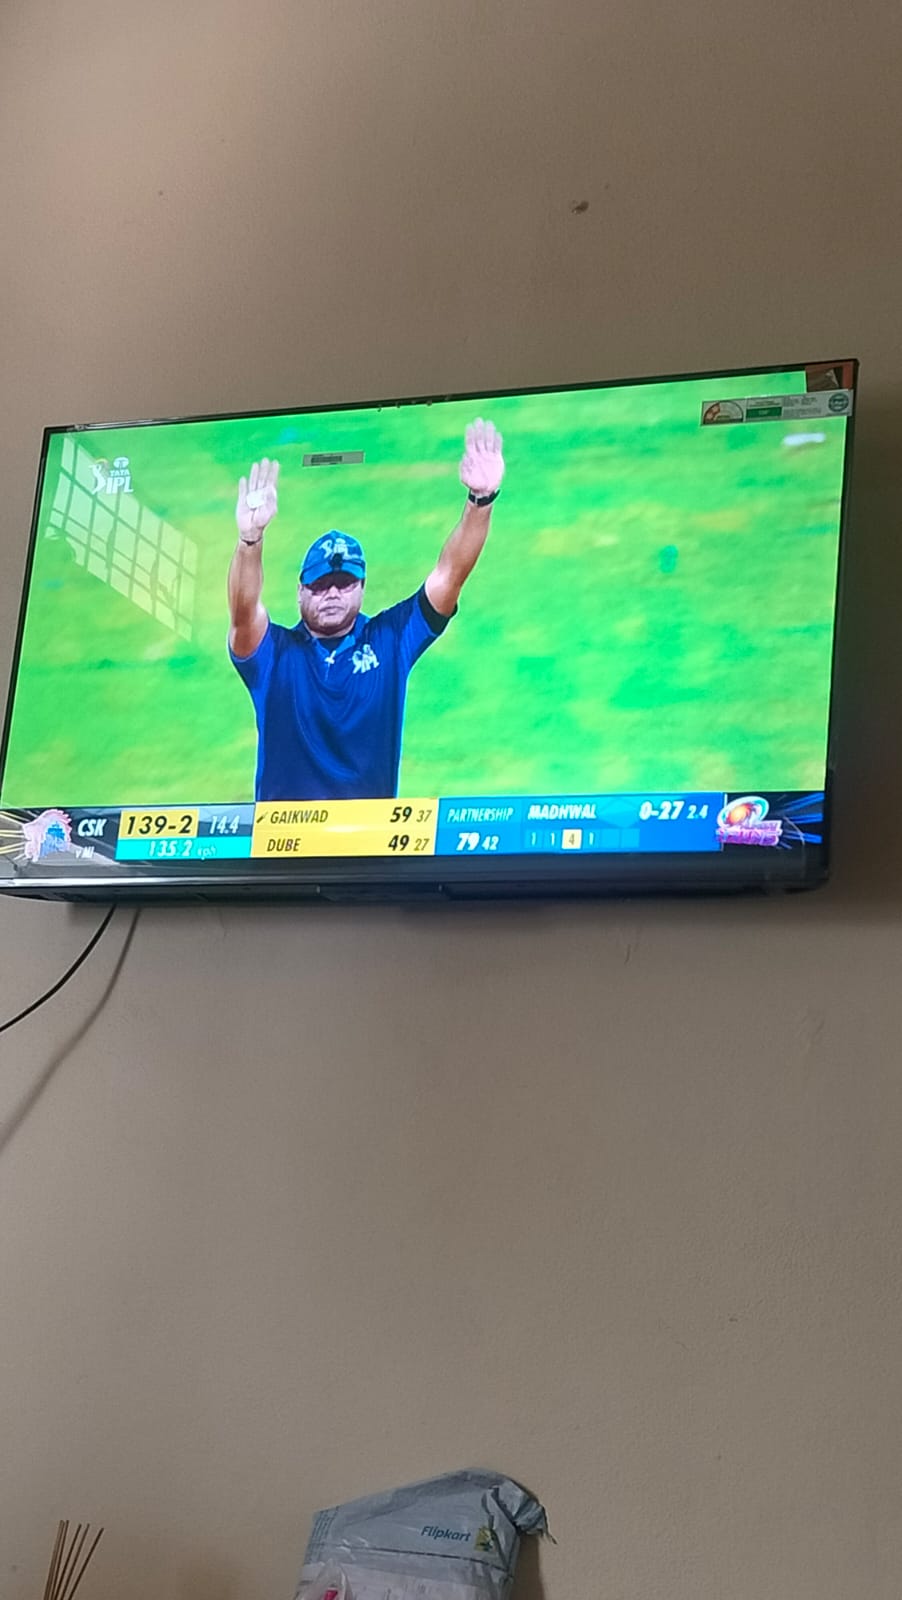 TATA
IPL
CSK
v MI
139-2
14.4
135.2 kph
GAIKWAD 59 37
DUBE 49 27
PARTNERSHIP
79 42
MADHWAL 0-27 2.4
1 1 4 1
Flipkart